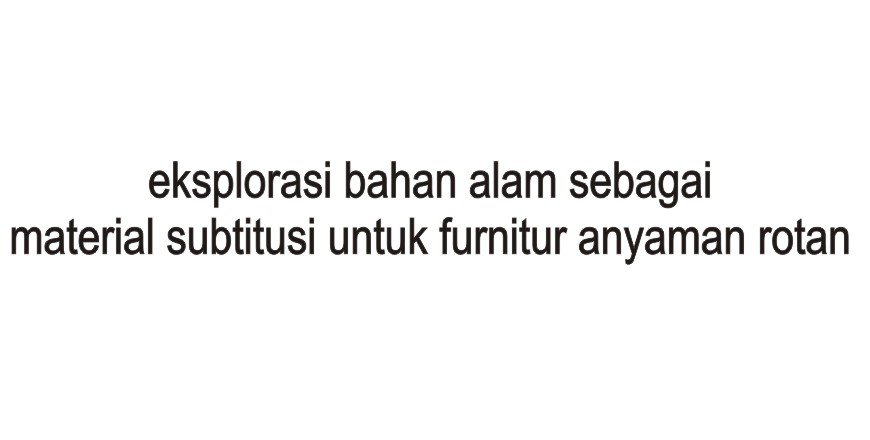 eksplorasi bahan alam sebagai
material subtitusi untuk furnitur anyaman rotan